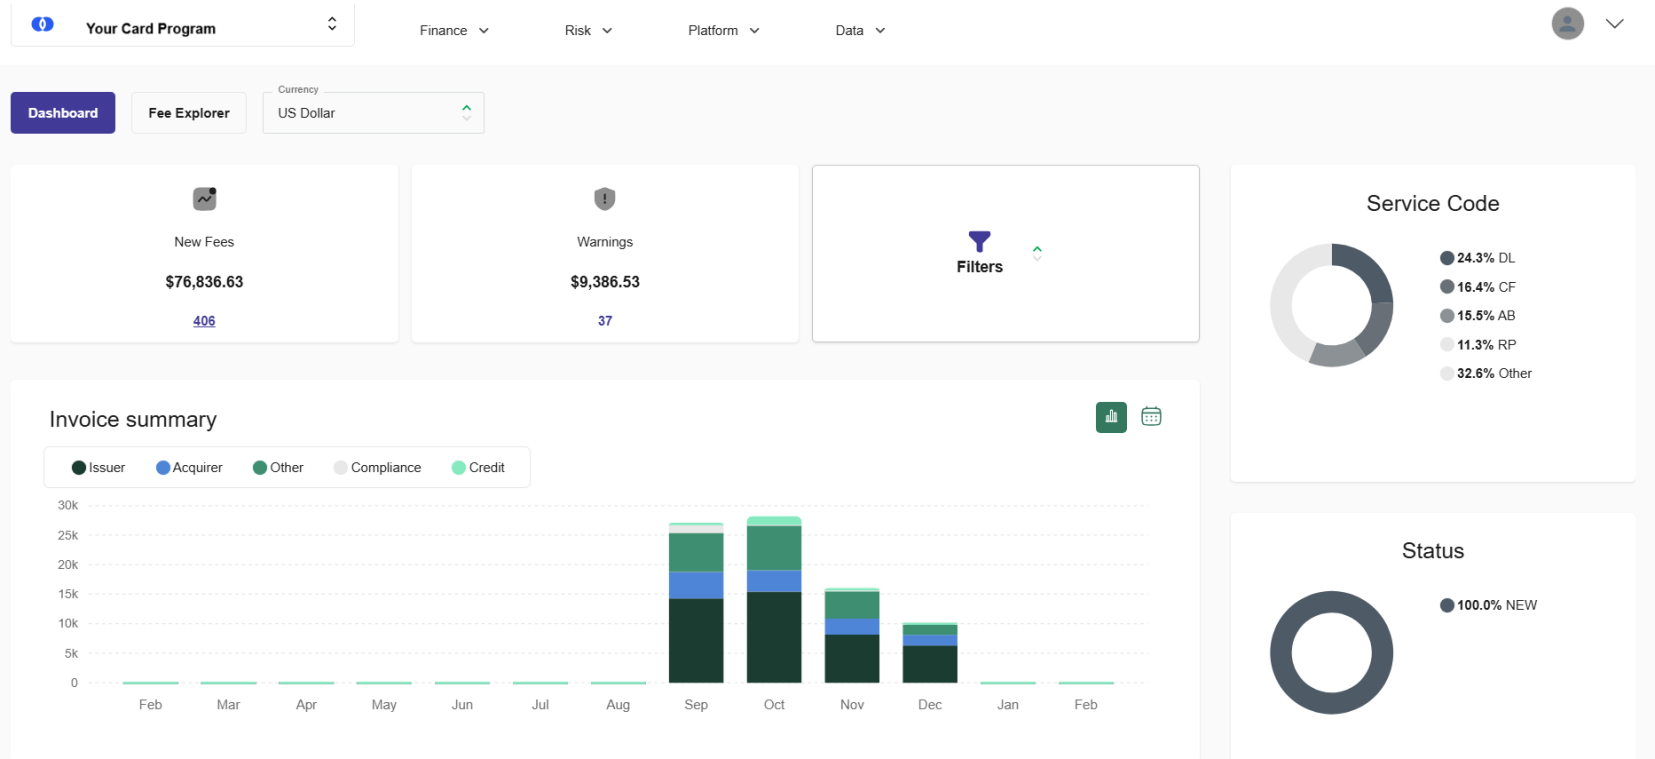 Your Card Program
Finance
Risk
Platform
Data
Dashboard
Fee Explorer
Currency
US Dollar
New Fees
$76,836.63
406
Warnings
$9,386.53
37
Filters
Service Code
24.3% DL
16.4% CF
15.5% AB
11.3% RP
32.6% Other
Invoice summary
Issuer
Acquirer
Other
Compliance
Credit
30k
25k
20k
15k
10k
5k
0
Feb
Mar
Apr
May
Jun
Jul
Aug
Sep
Oct
Nov
Dec
Jan
Feb
Status
100.0% NEW